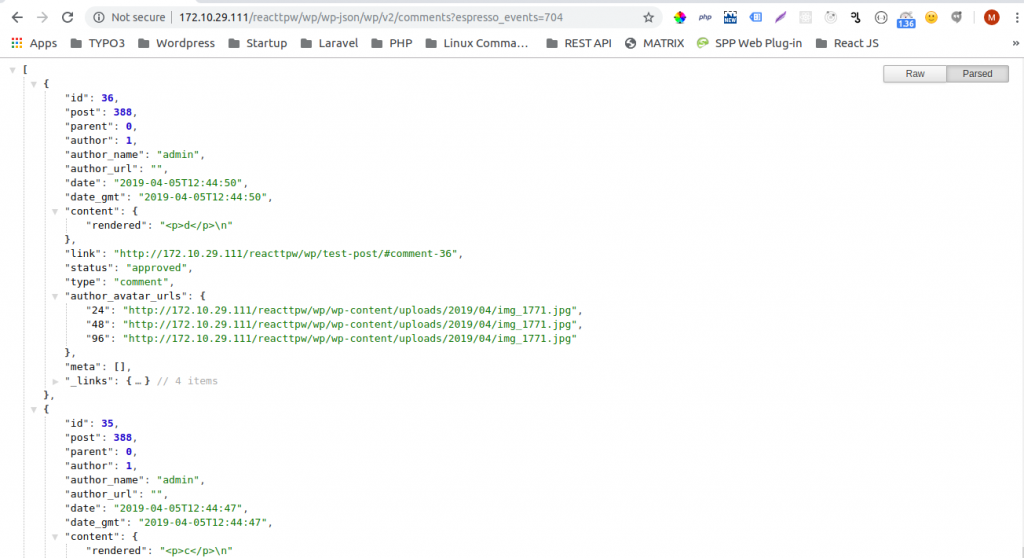 Not secure | 172.10.29.111/reacttpw/wp/wp-json/wp/v2/comments?espresso_events=704
php
NEW
1.36
M
Apps TYPO3 Wordpress Startup Laravel PHP Linux Comma... REST API MATRIX SPP Web Plug-in React JS »
Raw Parsed
[
{
"id": 36,
"post": 388,
"parent": 0,
"author": 1,
"author_name": "admin",
"author_url": "",
"date": "2019-04-05T12:44:50",
"date_gmt": "2019-04-05T12:44:50",
"content": {
"rendered": "<p>d</p>\n"
},
"link": "http://172.10.29.111/reacttpw/wp/test-post/#comment-36",
"status": "approved",
"type": "comment",
"author_avatar_urls": {
"24": "http://172.10.29.111/reacttpw/wp/wp-content/uploads/2019/04/img_1771.jpg",
"48": "http://172.10.29.111/reacttpw/wp/wp-content/uploads/2019/04/img_1771.jpg",
"96": "http://172.10.29.111/reacttpw/wp/wp-content/uploads/2019/04/img_1771.jpg"
},
"meta": [],
"_links": {…} // 4 items
},
{
"id": 35,
"post": 388,
"parent": 0,
"author": 1,
"author_name": "admin",
"author_url": "",
"date": "2019-04-05T12:44:47",
"date_gmt": "2019-04-05T12:44:47",
"content": {
"rendered": "<p>c</p>\n"